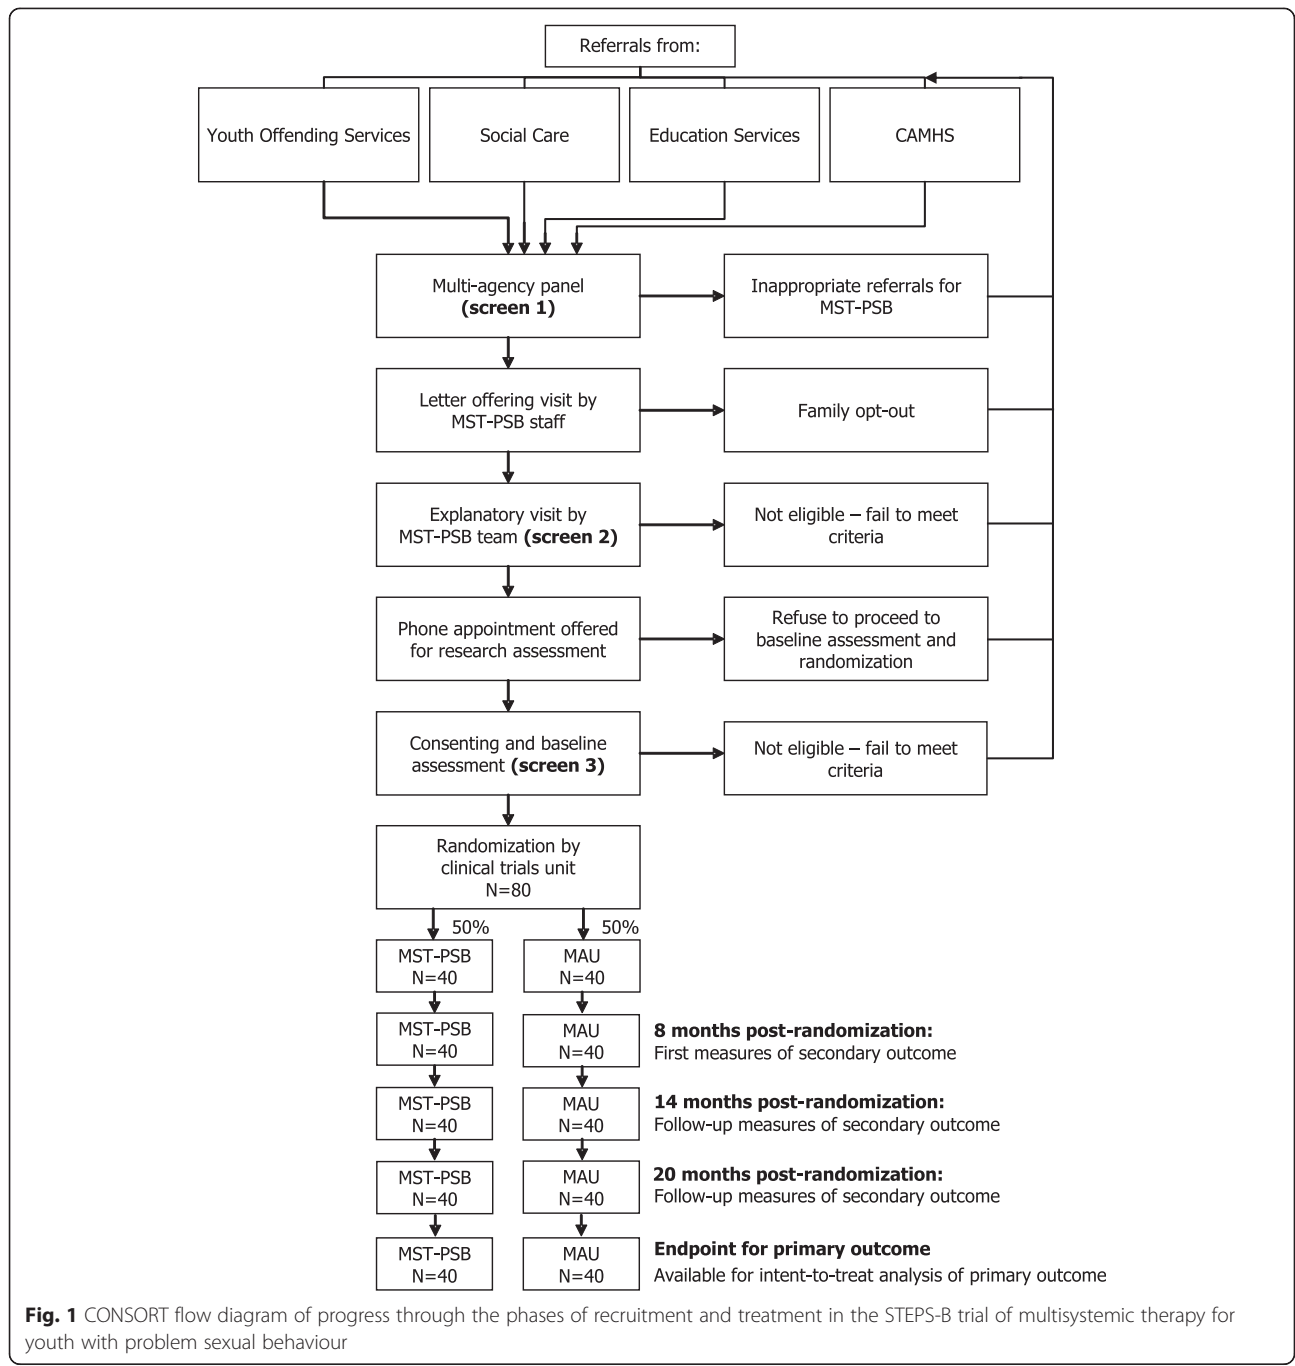 Referrals from:
Youth Offending Services
Social Care
Education Services
CAMHS
Multi-agency panel
(screen 1)
Inappropriate referrals for
MST-PSB
Letter offering visit by
MST-PSB staff
Family opt-out
Explanatory visit by
MST-PSB team (screen 2)
Not eligible – fail to meet
criteria
Phone appointment offered
for research assessment
Refuse to proceed to
baseline assessment and
randomization
Consenting and baseline
assessment (screen 3)
Not eligible – fail to meet
criteria
Randomization by
clinical trials unit
N=80
50%
50%
MST-PSB
N=40
MAU
N=40
MST-PSB
N=40
MAU
N=40
8 months post-randomization:
First measures of secondary outcome
MST-PSB
N=40
MAU
N=40
14 months post-randomization:
Follow-up measures of secondary outcome
MST-PSB
N=40
MAU
N=40
20 months post-randomization:
Follow-up measures of secondary outcome
MST-PSB
N=40
MAU
N=40
Endpoint for primary outcome
Available for intent-to-treat analysis of primary outcome
Fig. 1 CONSORT flow diagram of progress through the phases of recruitment and treatment in the STEPS-B trial of multisystemic therapy for
youth with problem sexual behaviour